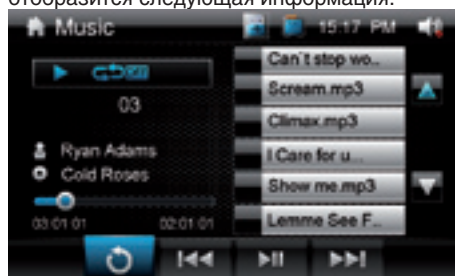 отобразится следующая информация:
Music
15:17 PM
Can't stop wo..
Scream.mp3
03
Climax.mp3
Ryan Adams
I Care for u...
Cold Roses
Show me.mp3
03:01:01 02:01:01
Lemme See F..